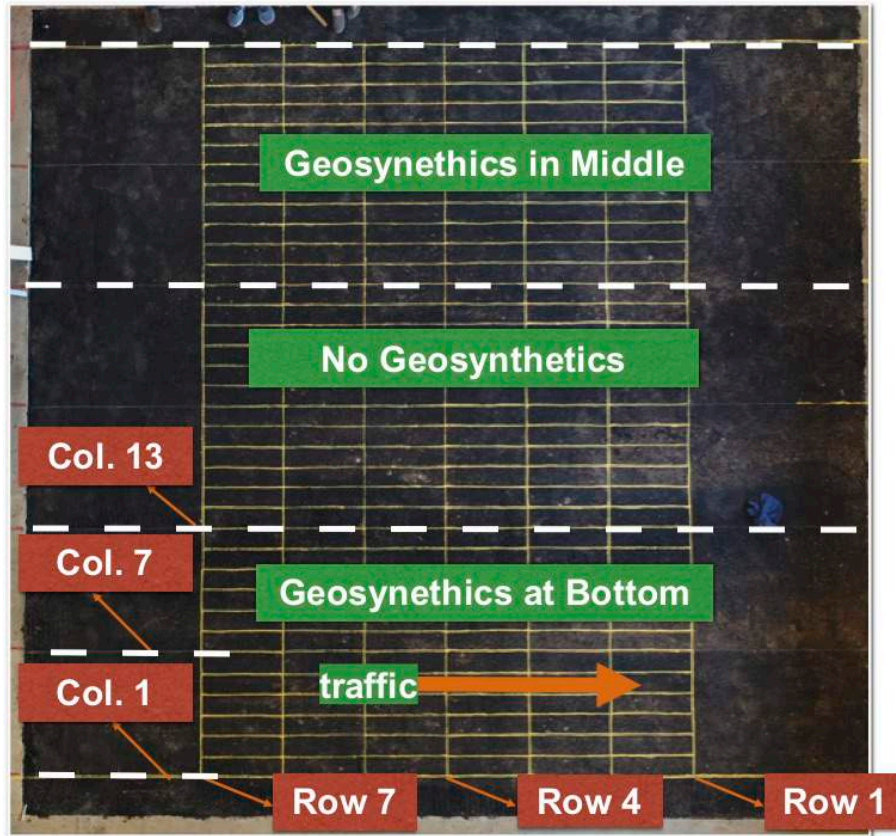 Geosynethics in Middle
No Geosynthetics
Col. 13
Col. 7
Geosynethics at Bottom
traffic
Col. 1
Row 7
Row 4
Row 1